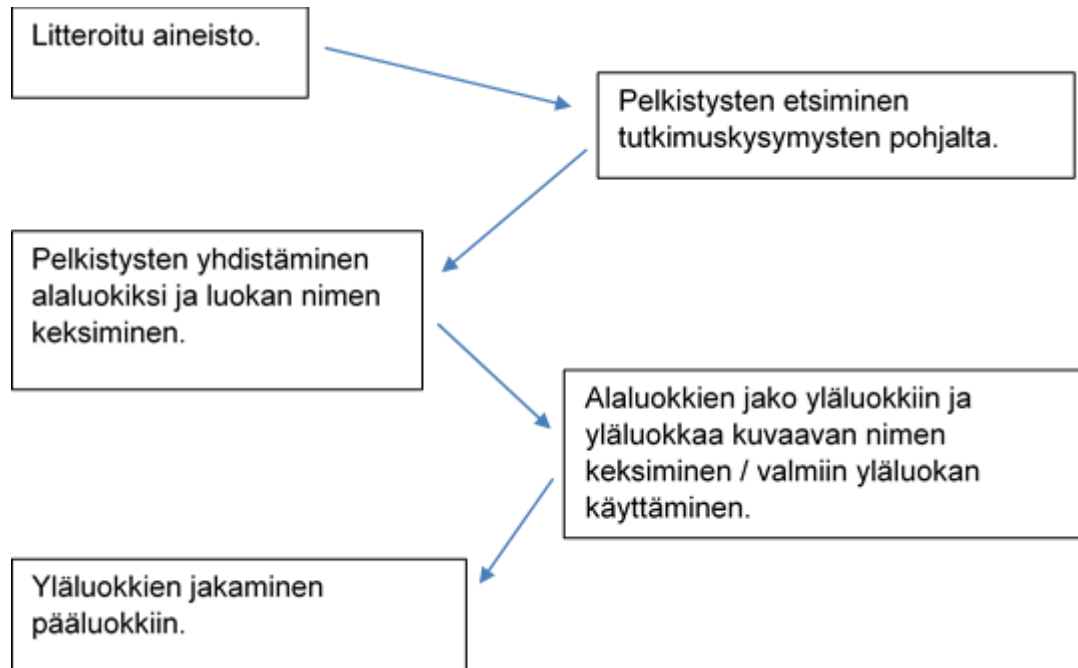 Litteroitu aineisto.
Pelkistysten etsiminen
tutkimuskysymysten pohjalta.
Pelkistysten yhdistäminen
alaluokiksi ja luokan nimen
keksiminen.
Alaluokkien jako yläluokkiin ja
yläluokkaa kuvaavan nimen
keksiminen / valmiin yläluokan
käyttäminen.
Yläluokkien jakaminen
pääluokkiin.